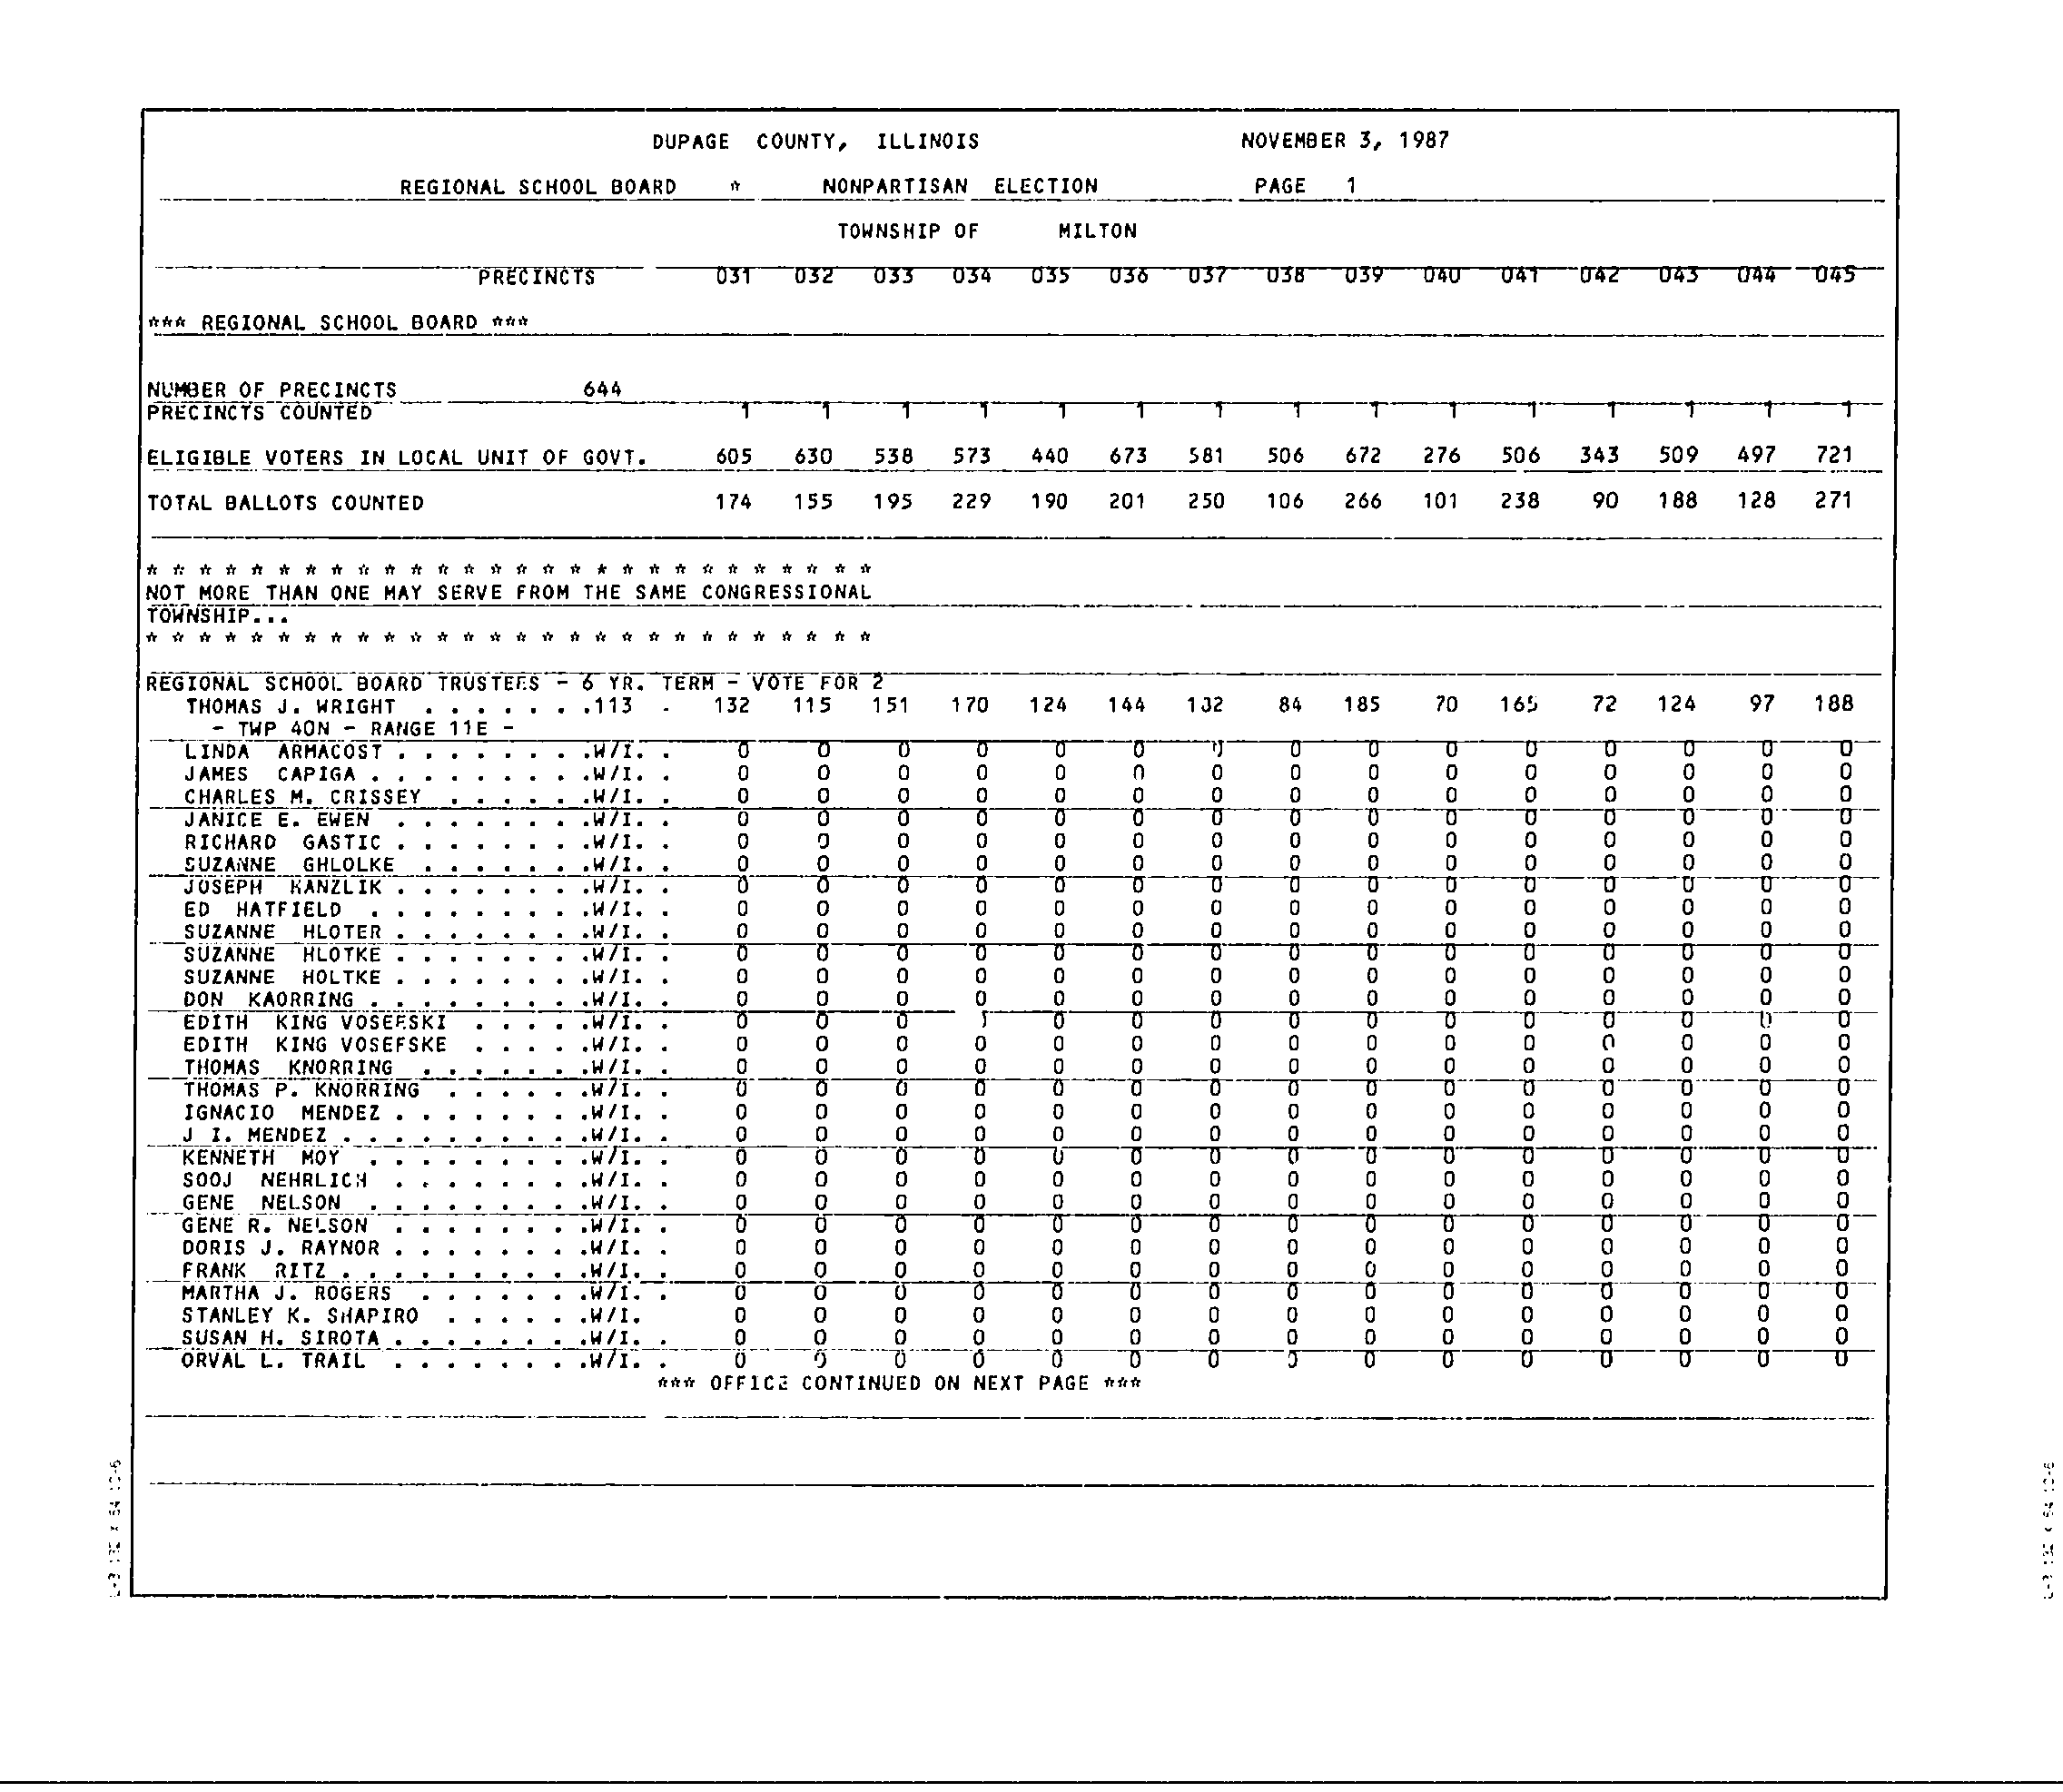 DUPAGE COUNTY, ILLINOIS NOVEMBER 3, 1987
REGIONAL SCHOOL BOARD * NONPARTISAN ELECTION PAGE 1
TOWNSHIP OF MILTON
PRECINCTS 031 032 033 034 035 036 037 038 039 040 041 042 043 044 045
*** REGIONAL SCHOOL BOARD ***
NUMBER OF PRECINCTS 644
PRECINCTS COUNTED 1 1 1 1 1 1 1 1 1 1 1 1 1 1 1
ELIGIBLE VOTERS IN LOCAL UNIT OF GOVT. 605 630 538 573 440 673 581 506 672 276 506 343 509 497 721
TOTAL BALLOTS COUNTED 174 155 195 229 190 201 250 106 266 101 238 90 188 128 271
* * * * * * * * * * * * * * * * * * * * * * * * * * * *
NOT MORE THAN ONE MAY SERVE FROM THE SAME CONGRESSIONAL
TOWNSHIP...
* * * * * * * * * * * * * * * * * * * * * * * * * * * *
REGIONAL SCHOOL BOARD TRUSTEES - 6 YR. TERM - VOTE FOR 2
THOMAS J. WRIGHT . . . . . . .113 . 132 115 151 170 124 144 132 84 185 70 165 72 124 97 188
- TWP 40N - RANGE 11E -
LINDA ARMACOST . . . . . . . .W/I. . 0 0 0 0 0 0 0 0 0 0 0 0 0 0 0
JAMES CAPIGA . . . . . . . . .W/I. . 0 0 0 0 0 0 0 0 0 0 0 0 0 0 0
CHARLES M. CRISSEY . . . . . .W/I. . 0 0 0 0 0 0 0 0 0 0 0 0 0 0 0
JANICE E. EWEN . . . . . . . .W/I. . 0 0 0 0 0 0 0 0 0 0 0 0 0 0 0
RICHARD GASTIC . . . . . . . .W/I. . 0 0 0 0 0 0 0 0 0 0 0 0 0 0 0
SUZANNE GHLOLKE . . . . . . .W/I. . 0 0 0 0 0 0 0 0 0 0 0 0 0 0 0
JOSEPH HANZLIK . . . . . . . .W/I. . 0 0 0 0 0 0 0 0 0 0 0 0 0 0 0
ED HATFIELD . . . . . . . . .W/I. . 0 0 0 0 0 0 0 0 0 0 0 0 0 0 0
SUZANNE HLOTER . . . . . . . .W/I. . 0 0 0 0 0 0 0 0 0 0 0 0 0 0 0
SUZANNE HLOTKE . . . . . . . .W/I. . 0 0 0 0 0 0 0 0 0 0 0 0 0 0 0
SUZANNE HOLTKE . . . . . . . .W/I. . 0 0 0 0 0 0 0 0 0 0 0 0 0 0 0
DON KAORRING . . . . . . . . .W/I. . 0 0 0 0 0 0 0 0 0 0 0 0 0 0 0
EDITH KING VOSEFSKI . . . . .W/I. . 0 0 0 0 0 0 0 0 0 0 0 0 0 0 0
EDITH KING VOSEFSKE . . . . .W/I. . 0 0 0 0 0 0 0 0 0 0 0 0 0 0 0
THOMAS KNORRING . . . . . . .W/I. . 0 0 0 0 0 0 0 0 0 0 0 0 0 0 0
THOMAS P. KNORRING . . . . . .W/I. . 0 0 0 0 0 0 0 0 0 0 0 0 0 0 0
IGNACIO MENDEZ . . . . . . . .W/I. . 0 0 0 0 0 0 0 0 0 0 0 0 0 0 0
J I. MENDEZ . . . . . . . . . .W/I. . 0 0 0 0 0 0 0 0 0 0 0 0 0 0 0
KENNETH MOY . . . . . . . . .W/I. . 0 0 0 0 0 0 0 0 0 0 0 0 0 0 0
SOOJ NEHRLICH . . . . . . . .W/I. . 0 0 0 0 0 0 0 0 0 0 0 0 0 0 0
GENE NELSON . . . . . . . . .W/I. . 0 0 0 0 0 0 0 0 0 0 0 0 0 0 0
GENE R. NELSON . . . . . . . .W/I. . 0 0 0 0 0 0 0 0 0 0 0 0 0 0 0
DORIS J. RAYNOR . . . . . . . .W/I. . 0 0 0 0 0 0 0 0 0 0 0 0 0 0 0
FRANK RITZ . . . . . . . . . .W/I. . 0 0 0 0 0 0 0 0 0 0 0 0 0 0 0
MARTHA J. ROGERS . . . . . . .W/I. . 0 0 0 0 0 0 0 0 0 0 0 0 0 0 0
STANLEY K. SHAPIRO . . . . . .W/I. 0 0 0 0 0 0 0 0 0 0 0 0 0 0 0
SUSAN H. SIROTA . . . . . . . .W/I. . 0 0 0 0 0 0 0 0 0 0 0 0 0 0 0
ORVAL L. TRAIL . . . . . . . .W/I. . 0 0 0 0 0 0 0 0 0 0 0 0 0 0 0
*** OFFICE CONTINUED ON NEXT PAGE ***